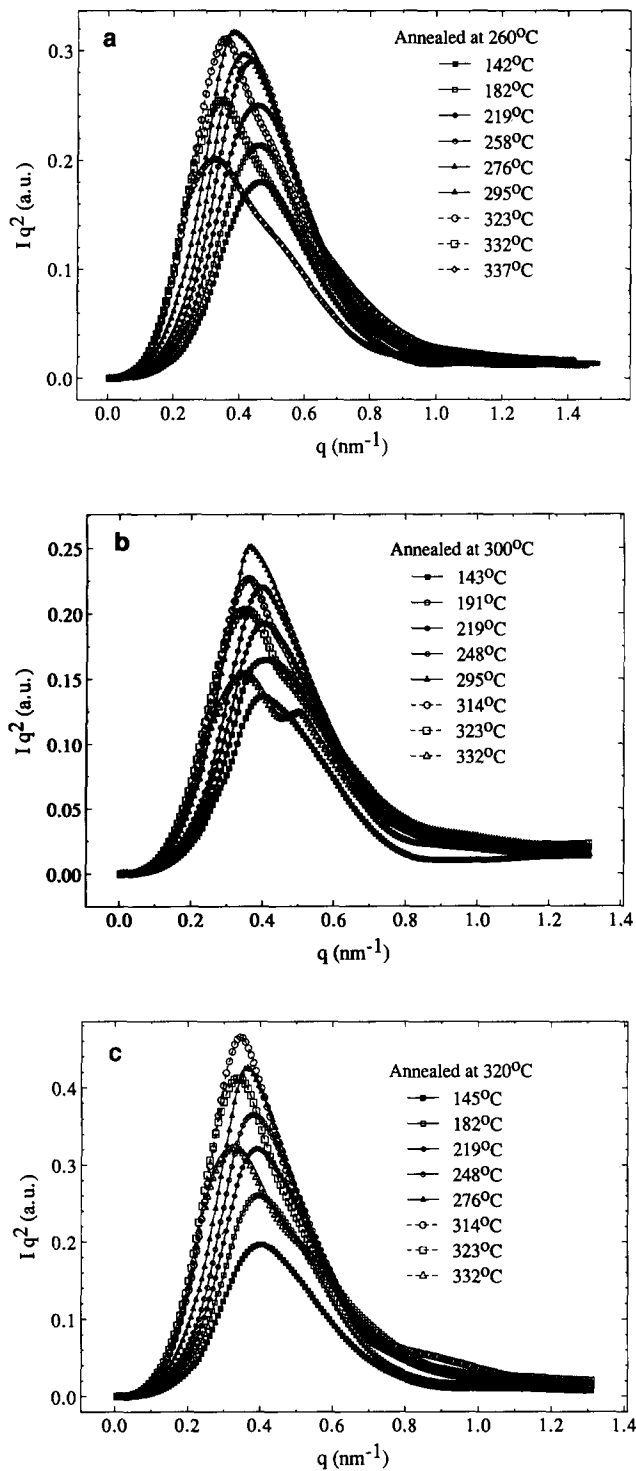 a
Annealed at 260°C
142°C
182°C
219°C
258°C
276°C
295°C
323°C
332°C
337°C
0.3
0.2
0.1
0.0
I q² (a.u.)
0.0 0.2 0.4 0.6 0.8 1.0 1.2 1.4
q (nm⁻¹)
b
Annealed at 300°C
143°C
191°C
219°C
248°C
295°C
314°C
323°C
332°C
0.25
0.20
0.15
0.10
0.05
0.00
I q² (a.u.)
0.0 0.2 0.4 0.6 0.8 1.0 1.2 1.4
q (nm⁻¹)
c
Annealed at 320°C
145°C
182°C
219°C
248°C
276°C
314°C
323°C
332°C
0.4
0.3
0.2
0.1
0.0
I q² (a.u.)
0.0 0.2 0.4 0.6 0.8 1.0 1.2 1.4
q (nm⁻¹)